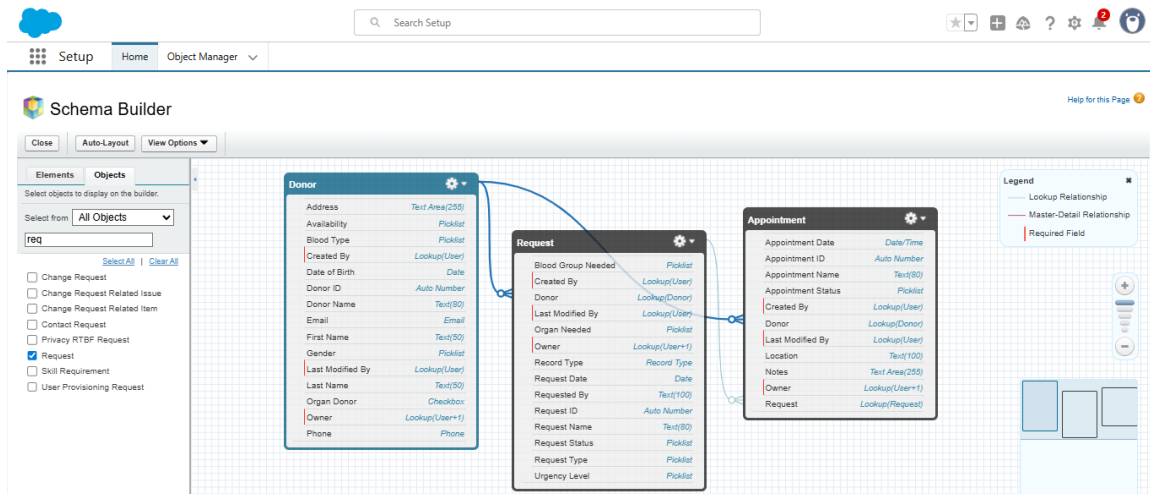 Search Setup
2
Setup
Home
Object Manager
Schema Builder
Help for this Page
Close
Auto-Layout
View Options
Elements
Objects
Select objects to display on the builder.
Select from
All Objects
req
Select All | Clear All
Change Request
Change Request Related Issue
Change Request Related Item
Contact Request
Privacy RTBF Request
Request
Skill Requirement
User Provisioning Request
Donor
Address Text Area(255)
Availability Picklist
Blood Type Picklist
Created By Lookup(User)
Date of Birth Date
Donor ID Auto Number
Donor Name Text(80)
Email Email
First Name Text(50)
Gender Picklist
Last Modified By Lookup(User)
Last Name Text(50)
Organ Donor Checkbox
Owner Lookup(User+1)
Phone Phone
Request
Blood Group Needed Picklist
Created By Lookup(User)
Donor Lookup(Donor)
Last Modified By Lookup(User)
Organ Needed Picklist
Owner Lookup(User+1)
Record Type Record Type
Request Date Date
Requested By Text(100)
Request ID Auto Number
Request Name Text(80)
Request Status Picklist
Request Type Picklist
Urgency Level Picklist
Appointment
Appointment Date Date/Time
Appointment ID Auto Number
Appointment Name Text(80)
Appointment Status Picklist
Created By Lookup(User)
Donor Lookup(Donor)
Last Modified By Lookup(User)
Location Text(100)
Notes Text Area(255)
Owner Lookup(User+1)
Request Lookup(Request)
Legend
Lookup Relationship
Master-Detail Relationship
Required Field